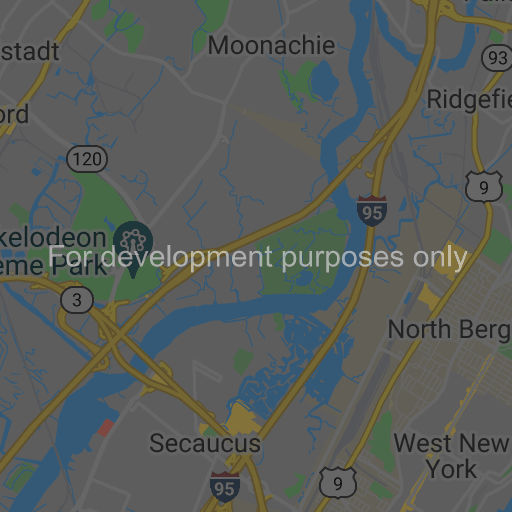 Moonachie
stadt
93
ord
Ridgefie
120
9
95
kelodeon
eme Park
For development purposes only
3
North Berg
Secaucus
West New
York
95
9